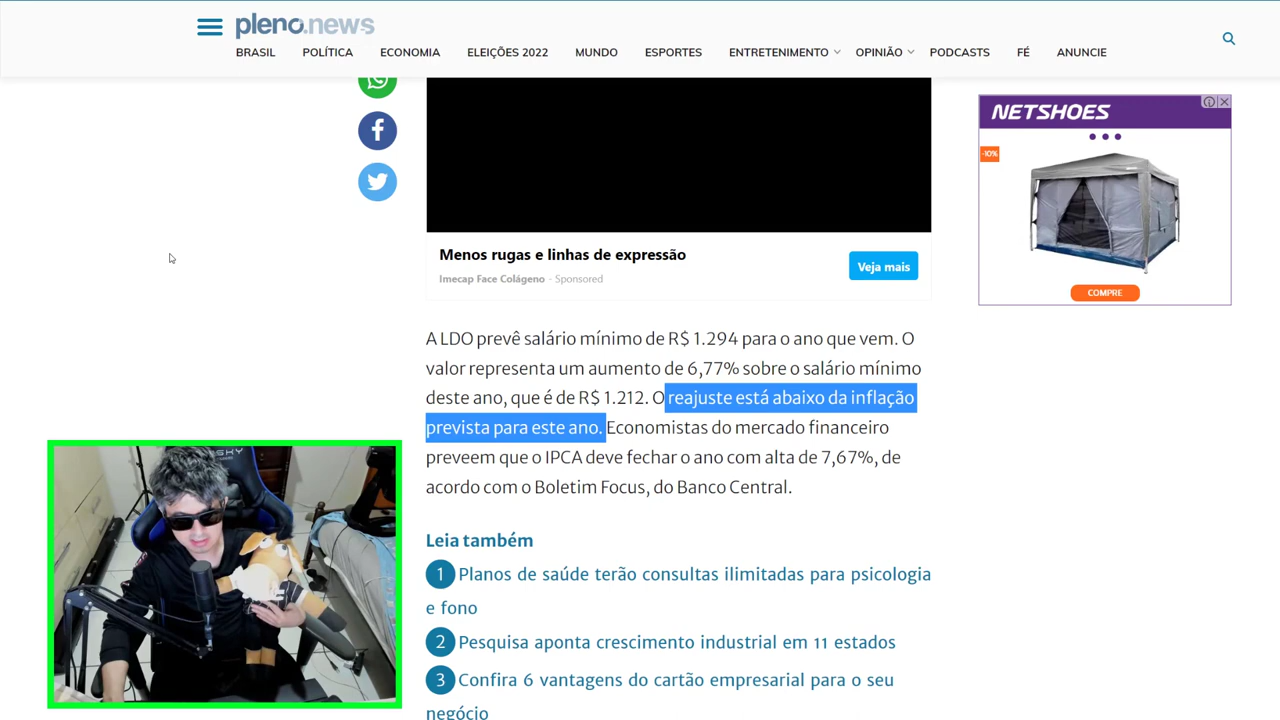 pleno.news
BRASIL POLÍTICA ECONOMIA ELEIÇÕES 2022 MUNDO ESPORTES ENTRETENIMENTO OPINIÃO PODCASTS FÉ ANUNCIE
NETSHOES
-10%
COMPRE
Menos rugas e linhas de expressão
Imecap Face Colágeno · Sponsored
Veja mais
A LDO prevê salário mínimo de R$ 1.294 para o ano que vem. O
valor representa um aumento de 6,77% sobre o salário mínimo
deste ano, que é de R$ 1.212. O reajuste está abaixo da inflação
prevista para este ano. Economistas do mercado financeiro
preveem que o IPCA deve fechar o ano com alta de 7,67%, de
acordo com o Boletim Focus, do Banco Central.
Leia também
1 Planos de saúde terão consultas ilimitadas para psicologia
e fono
2 Pesquisa aponta crescimento industrial em 11 estados
3 Confira 6 vantagens do cartão empresarial para o seu
negócio